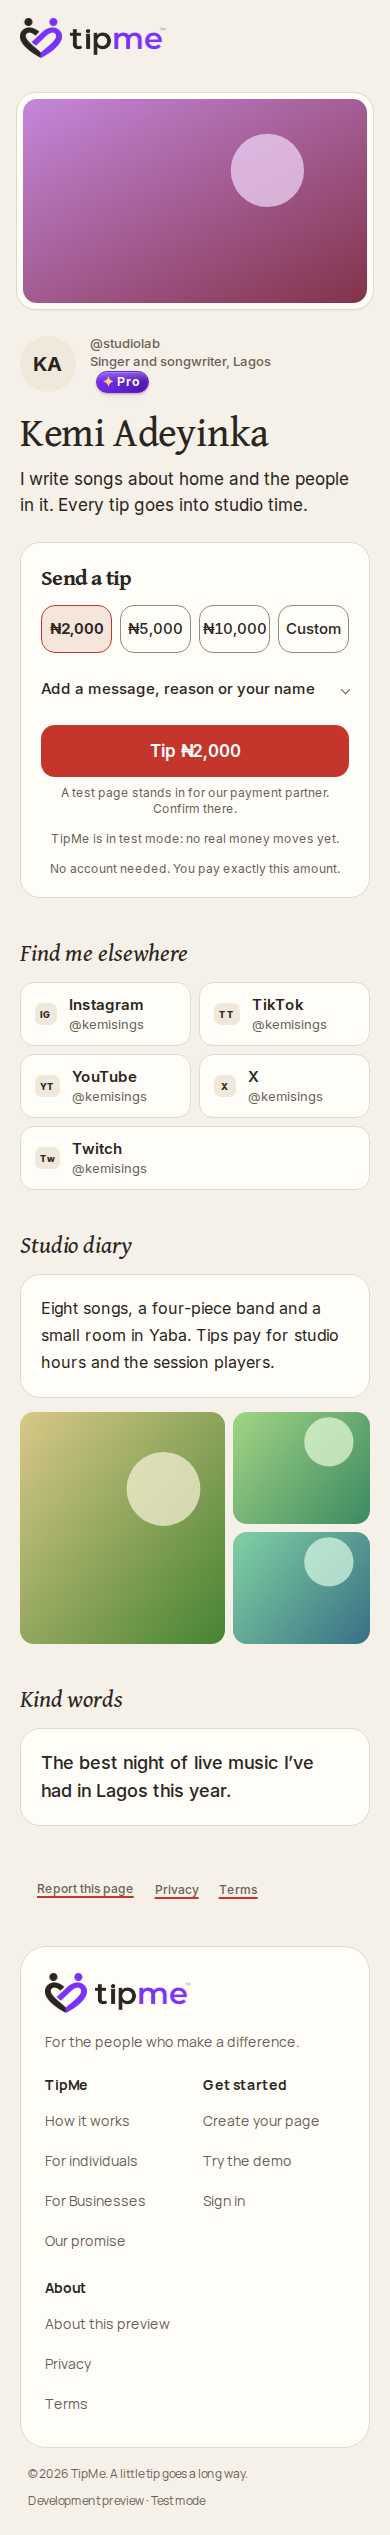 tipme™
KA
@studiolab
Singer and songwriter, Lagos
Pro
Kemi Adeyinka
I write songs about home and the people
in it. Every tip goes into studio time.
Send a tip
₦2,000
₦5,000
₦10,000
Custom
Add a message, reason or your name
Tip ₦2,000
A test page stands in for our payment partner.
Confirm there.
TipMe is in test mode: no real money moves yet.
No account needed. You pay exactly this amount.
Find me elsewhere
IG
Instagram
@kemisings
TT
TikTok
@kemisings
YT
YouTube
@kemisings
X
X
@kemisings
Tw
Twitch
@kemisings
Studio diary
Eight songs, a four-piece band and a
small room in Yaba. Tips pay for studio
hours and the session players.
Kind words
The best night of live music I’ve
had in Lagos this year.
Report this page
Privacy
Terms
tipme™
For the people who make a difference.
TipMe
How it works
For individuals
For Businesses
Our promise
Get started
Create your page
Try the demo
Sign in
About
About this preview
Privacy
Terms
© 2026 TipMe. A little tip goes a long way.
Development preview · Test mode